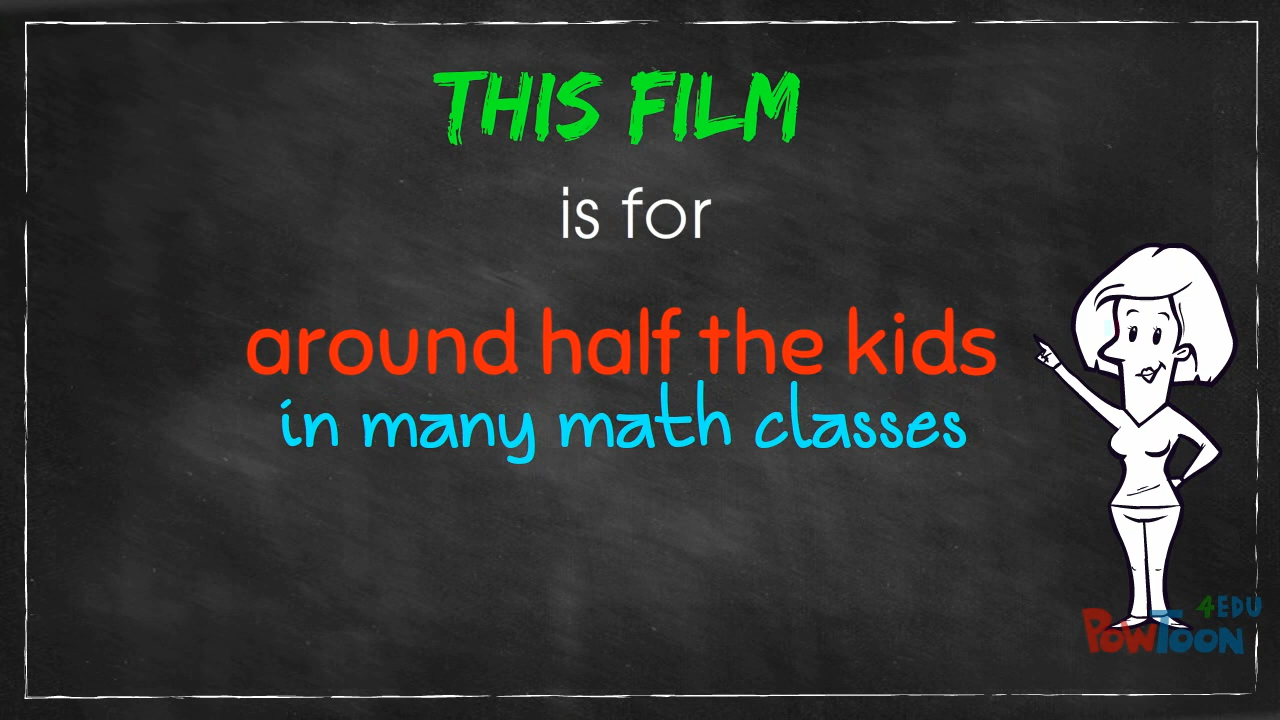 THIS FILM
is for
around half the kids
in many math classes
4EDU
POWTOON